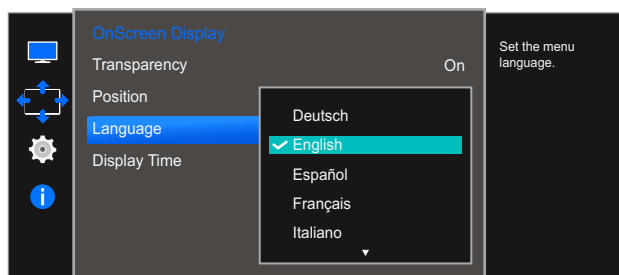 OnScreen Display
Transparency On
Position
Language
Display Time
Deutsch
English
Español
Français
Italiano
Set the menu
language.